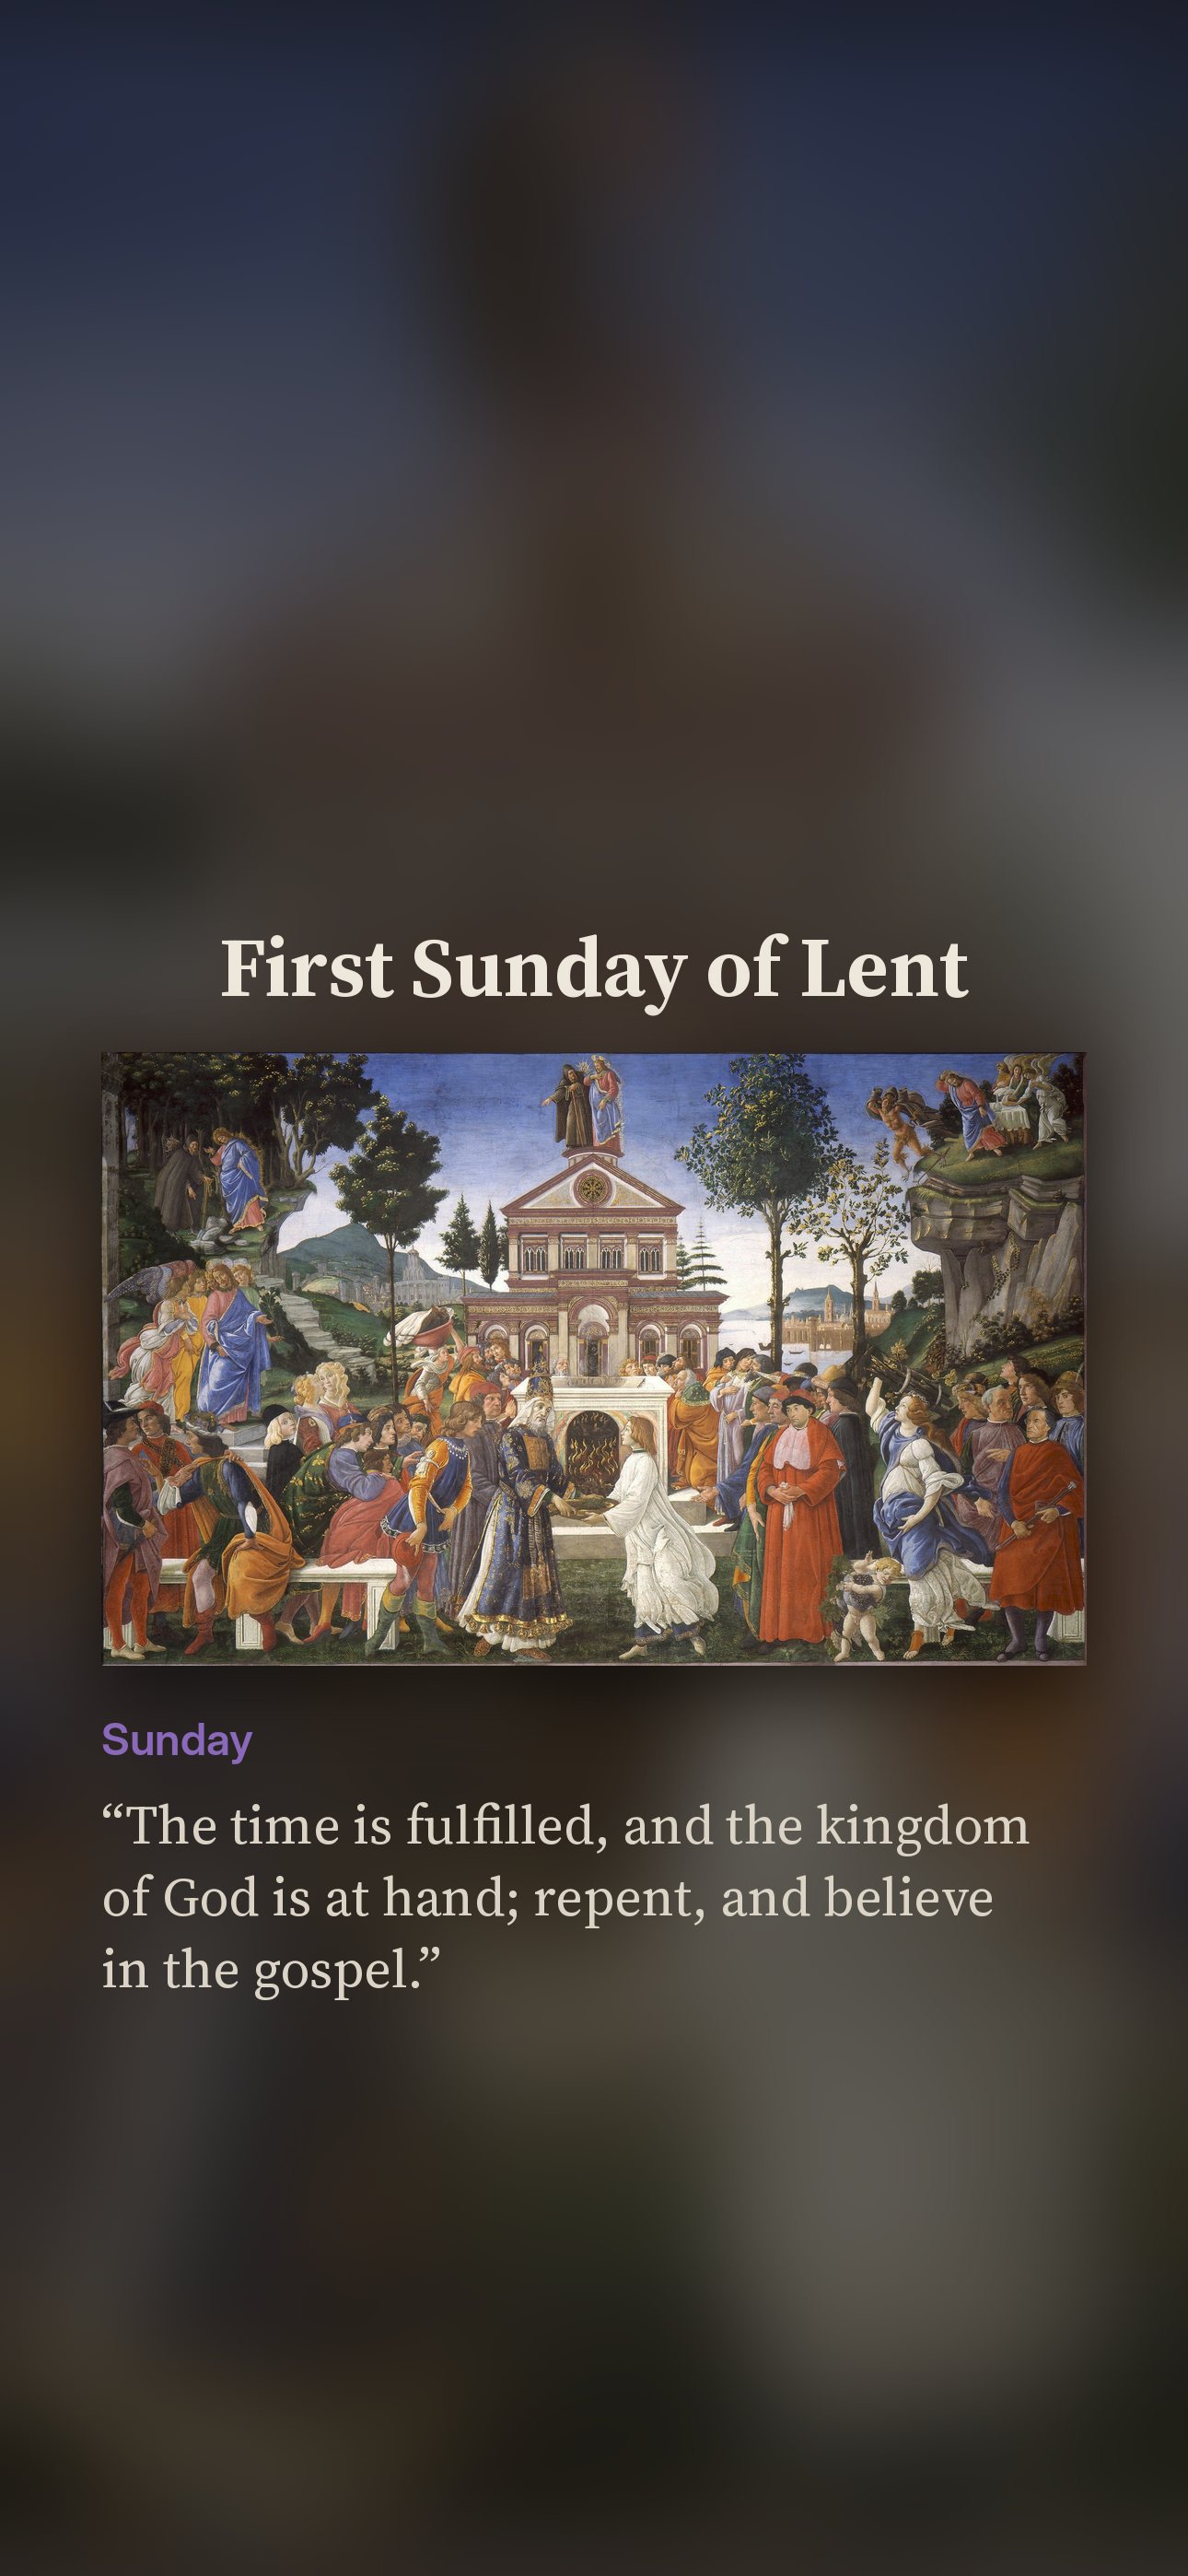 First Sunday of Lent
Sunday
“The time is fulfilled, and the kingdom
of God is at hand; repent, and believe
in the gospel.”